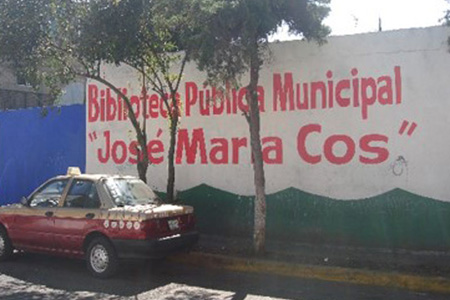 Biblioteca Pública Municipal
"José María Cos"